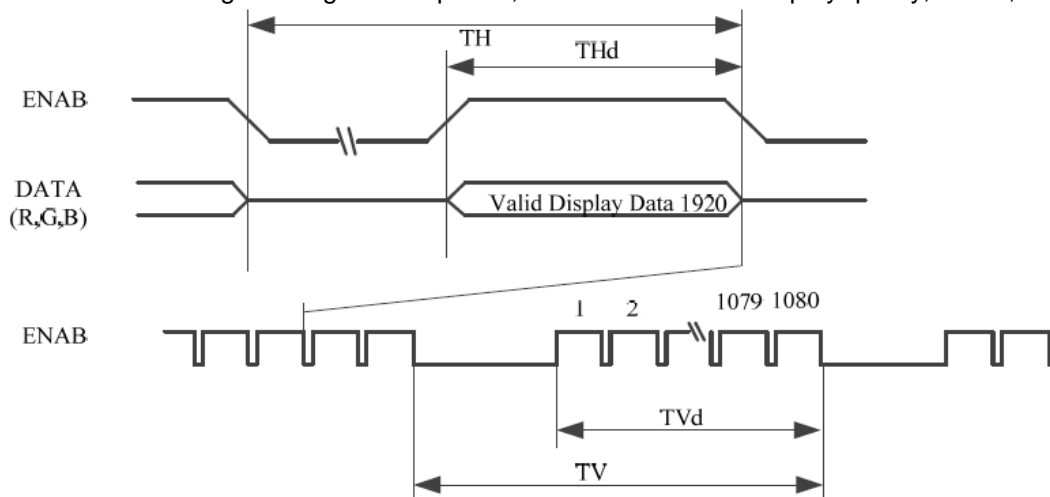 TH
THd
ENAB
DATA
(R,G,B)
Valid Display Data 1920
1 2 1079 1080
ENAB
TVd
TV